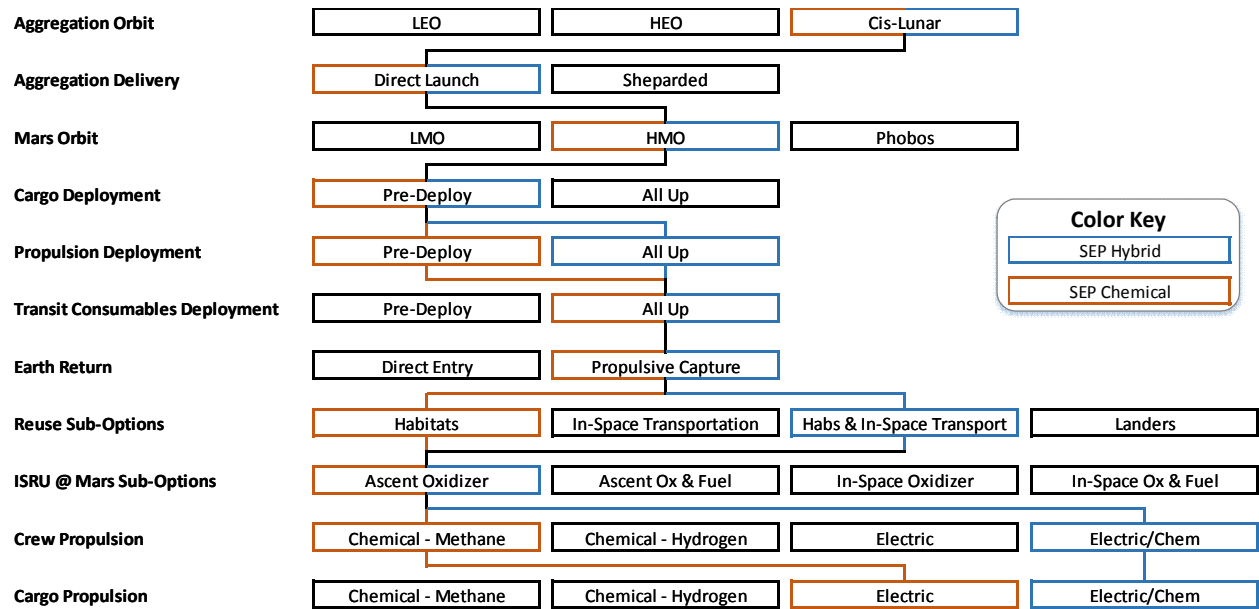 Aggregation Orbit LEO HEO Cis-Lunar
Aggregation Delivery Direct Launch Sheparded
Mars Orbit LMO HMO Phobos
Cargo Deployment Pre-Deploy All Up
Color Key
Propulsion Deployment Pre-Deploy All Up SEP Hybrid
SEP Chemical
Transit Consumables Deployment Pre-Deploy All Up
Earth Return Direct Entry Propulsive Capture
Reuse Sub-Options Habitats In-Space Transportation Habs & In-Space Transport Landers
ISRU @ Mars Sub-Options Ascent Oxidizer Ascent Ox & Fuel In-Space Oxidizer In-Space Ox & Fuel
Crew Propulsion Chemical - Methane Chemical - Hydrogen Electric Electric/Chem
Cargo Propulsion Chemical - Methane Chemical - Hydrogen Electric Electric/Chem